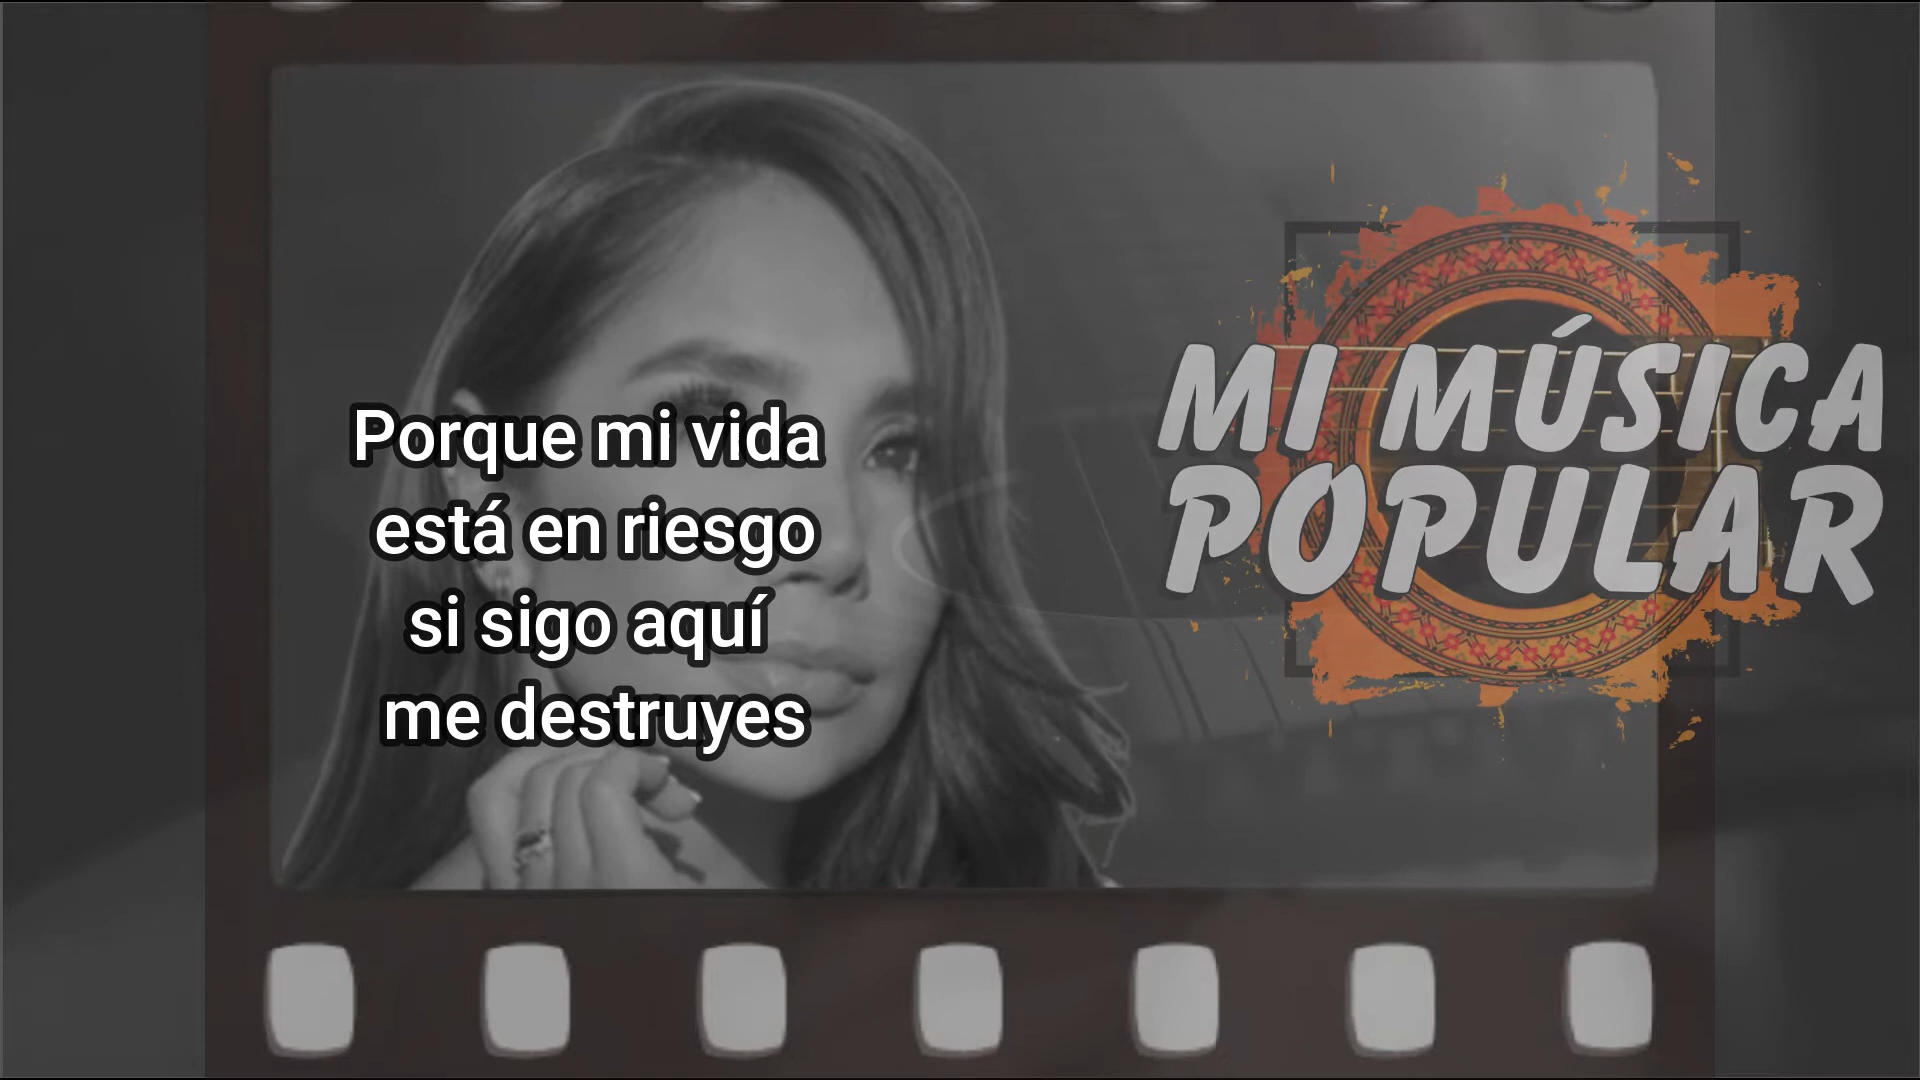 Porque mi vida
está en riesgo
si sigo aquí
me destruyes
MI MÚSICA
POPULAR